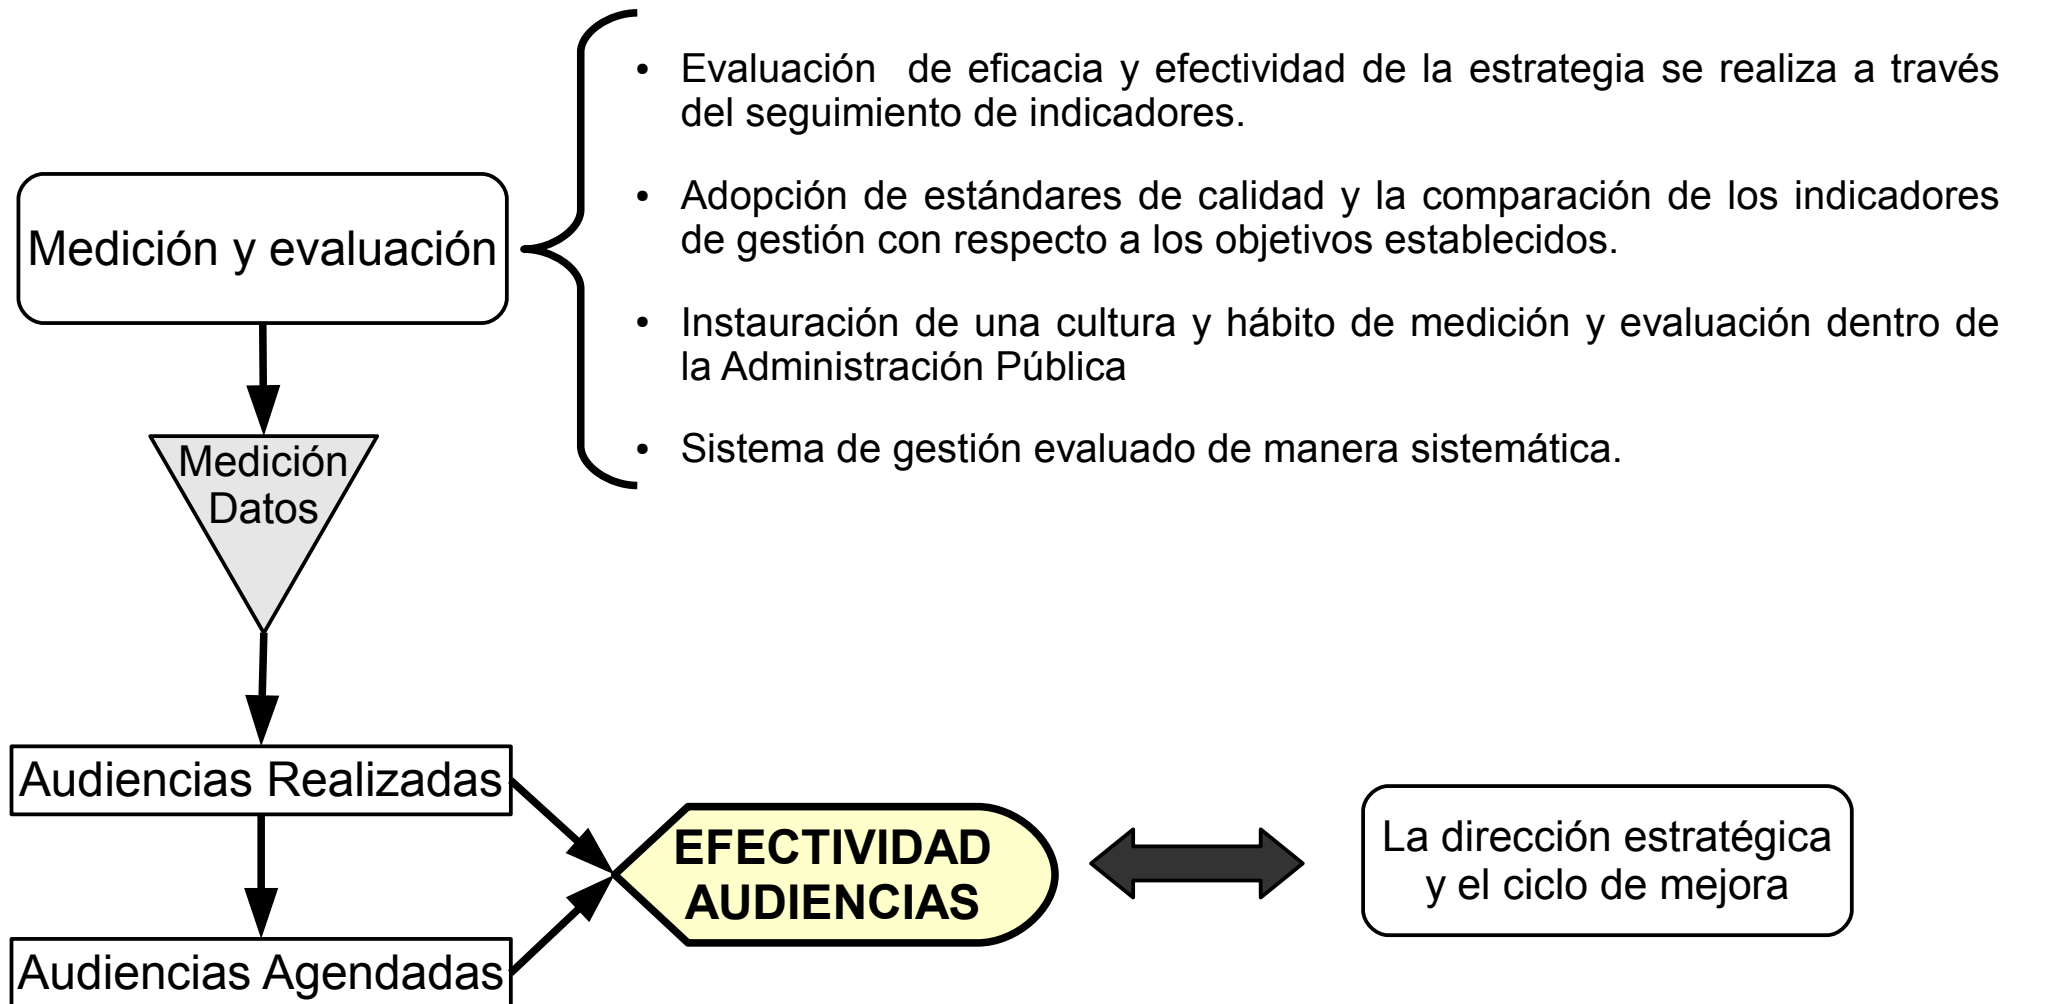 Medición y evaluación
• Evaluación de eficacia y efectividad de la estrategia se realiza a través
del seguimiento de indicadores.
• Adopción de estándares de calidad y la comparación de los indicadores
de gestión con respecto a los objetivos establecidos.
• Instauración de una cultura y hábito de medición y evaluación dentro de
la Administración Pública
• Sistema de gestión evaluado de manera sistemática.
Medición
Datos
Audiencias Realizadas
Audiencias Agendadas
EFECTIVIDAD
AUDIENCIAS
La dirección estratégica
y el ciclo de mejora